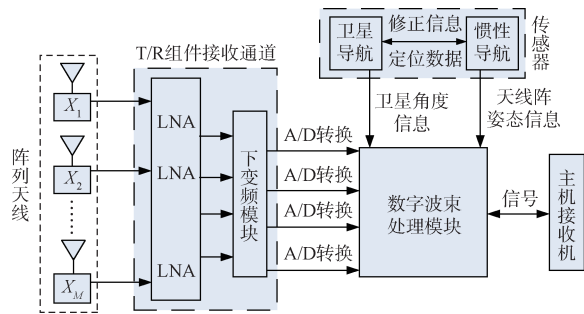 卫星导航
修正信息
定位数据
惯性导航
传感器
T/R组件接收通道
卫星角度信息
天线阵姿态信息
阵列天线
X1
X2
XM
LNA
LNA
LNA
下变频模块
A/D转换
A/D转换
A/D转换
A/D转换
数字波束处理模块
信号
主机接收机